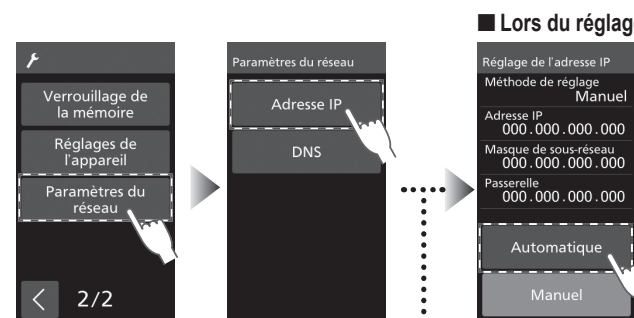 ■ Lors du réglag
Verrouillage de
la mémoire
Réglages de
l'appareil
Paramètres du
réseau
2/2
Paramètres du réseau
Adresse IP
DNS
Réglage de l'adresse IP
Méthode de réglage
Manuel
Adresse IP
000.000.000.000
Masque de sous-réseau
000.000.000.000
Passerelle
000.000.000.000
Automatique
Manuel